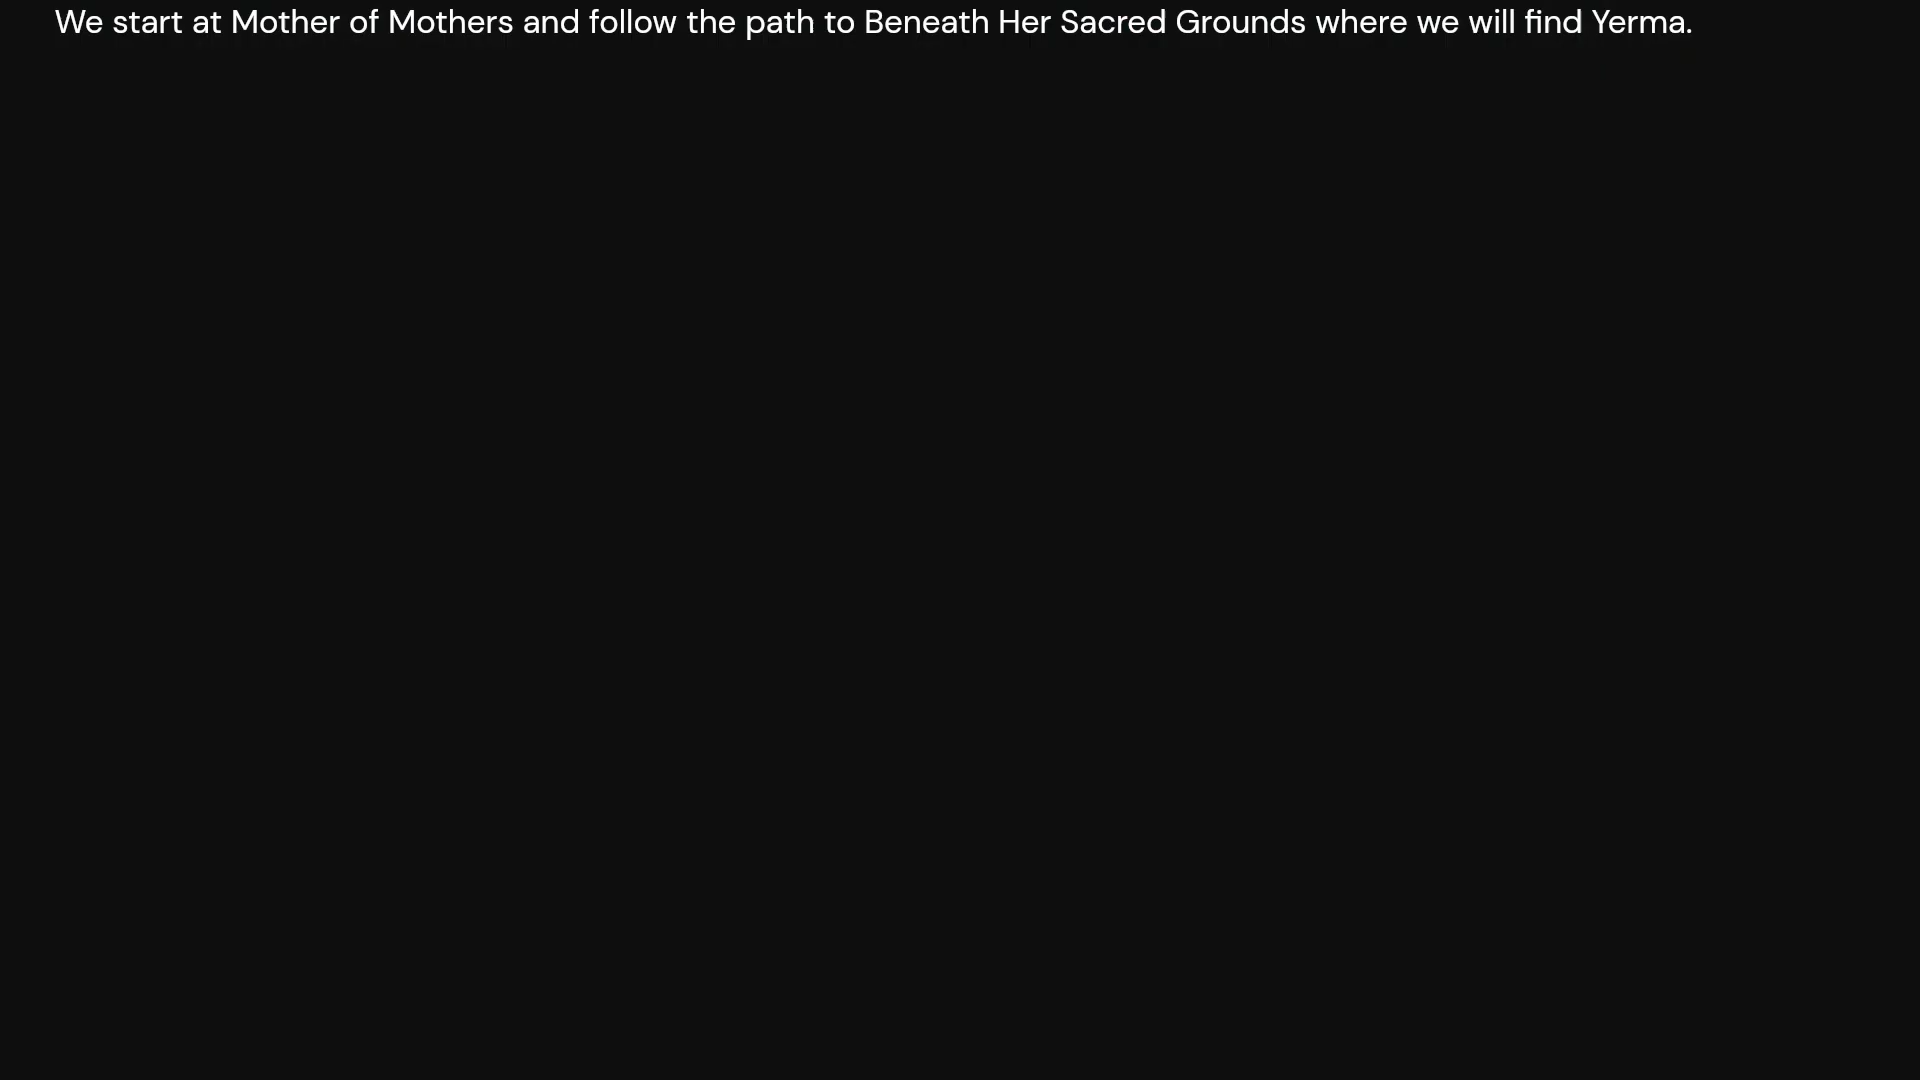 We start at Mother of Mothers and follow the path to Beneath Her Sacred Grounds where we will find Yerma.